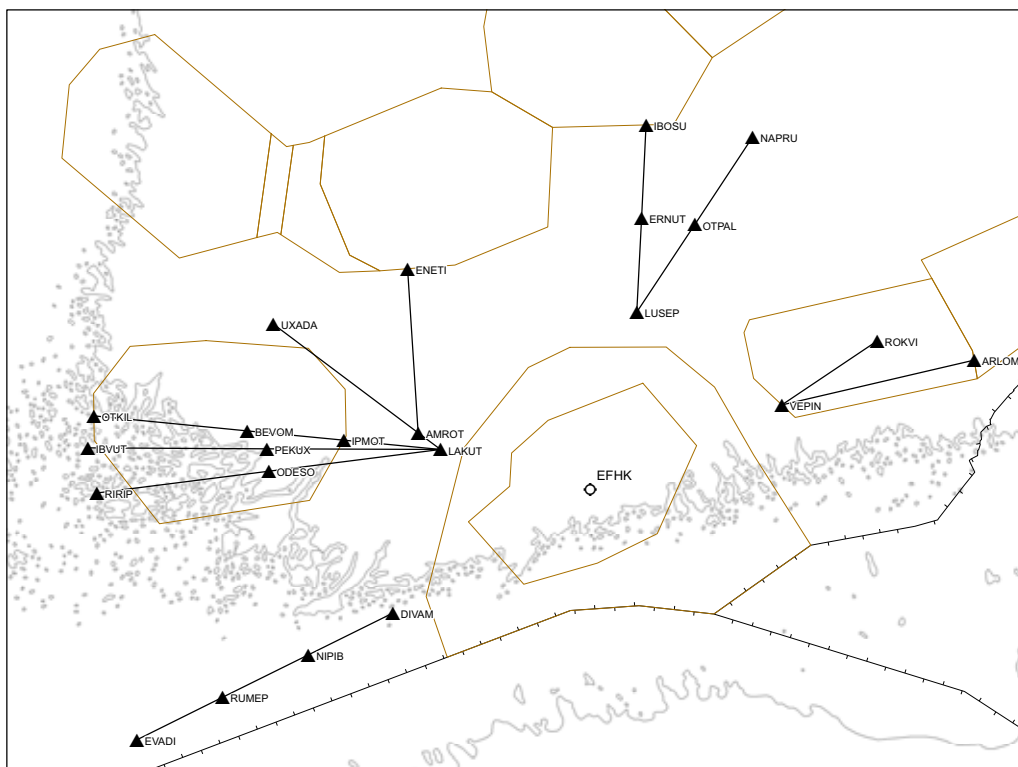 IBOSU
NAPRU
ERNUT
OTPAL
ENETI
LUSEP
UXADA
ROKVI
ARLOM
VEPIN
OTKIL
BEVOM
AMROT
IPMOT
IBVUT
PEKUX
LAKUT
ODESO
EFHK
RIRIP
DIVAM
NIPIB
RUMEP
EVADI